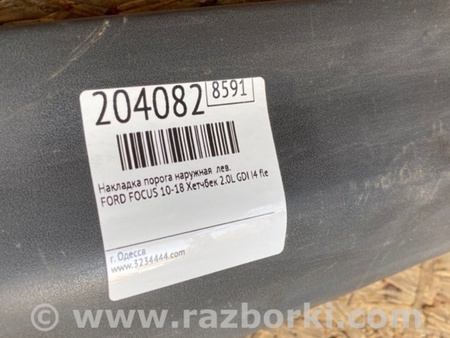 204082 8591
Накладка порога наружная лев.
FORD FOCUS 10-18 Хетчбек 2.0L GDI I4 fle
г. Одесса
www.3234444.com
www.razborki.com